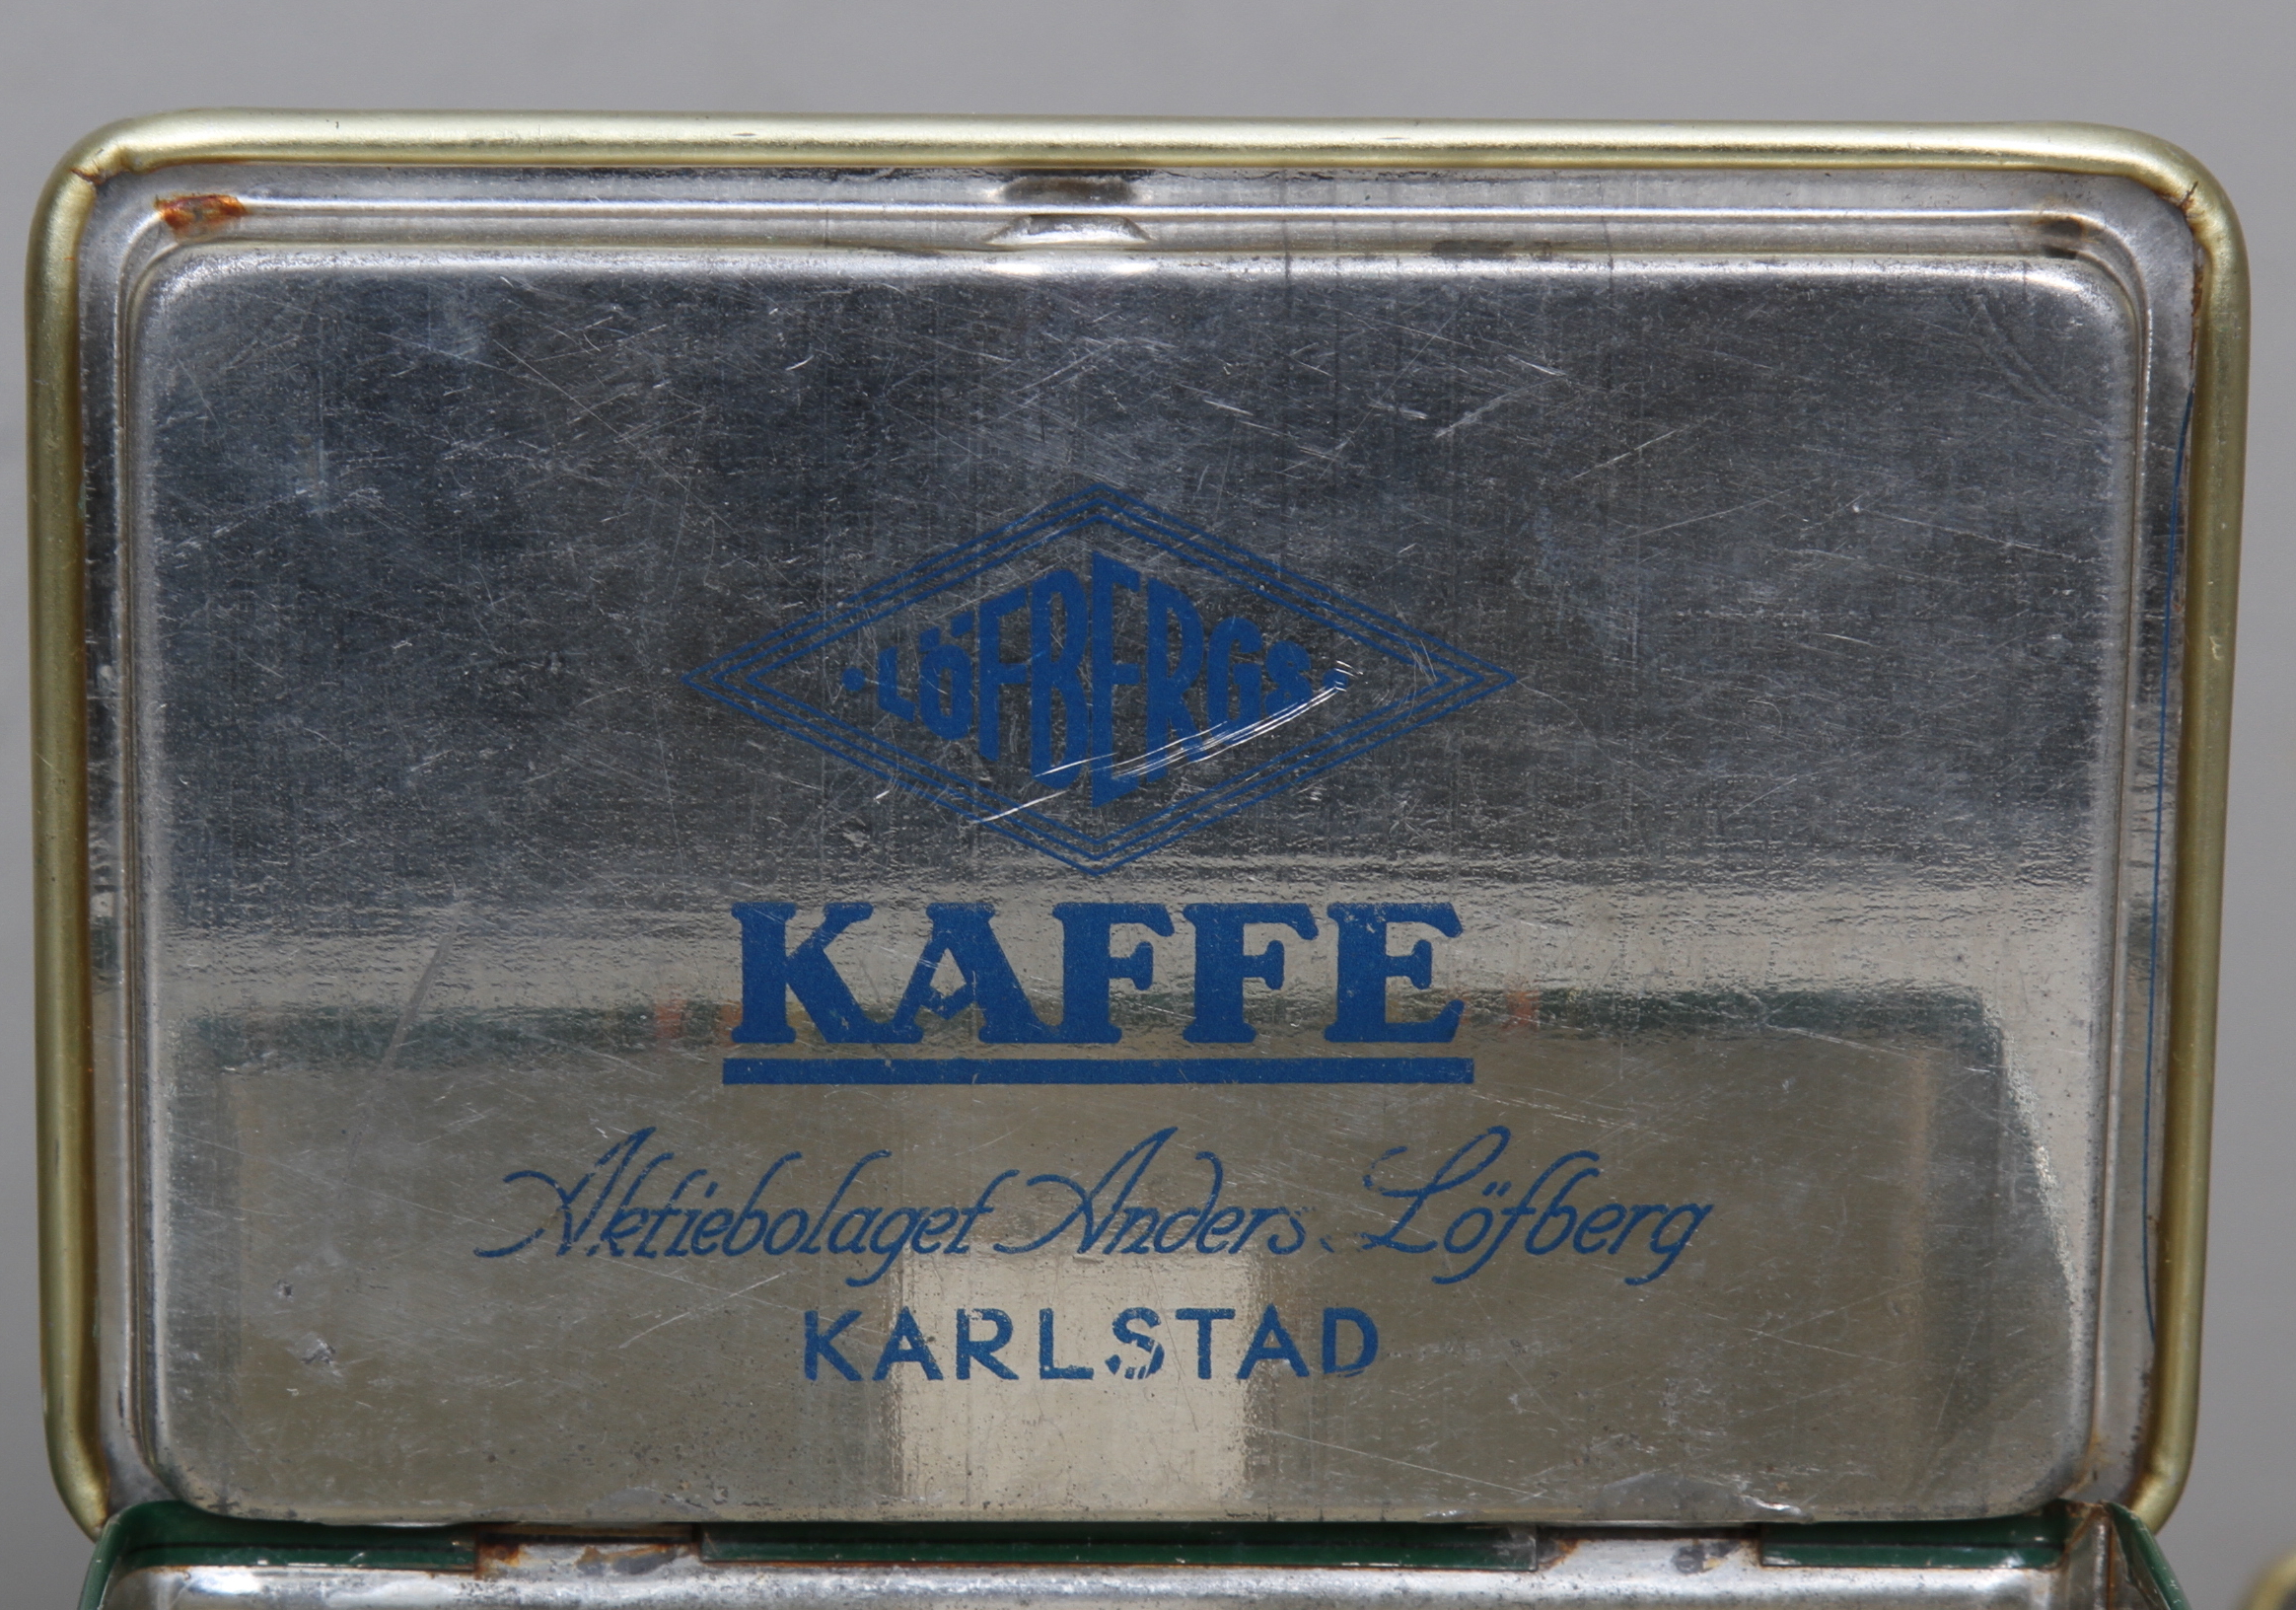 ·LÖFBERGS·
KAFFE
Aktiebolaget Anders Löfberg
KARLSTAD